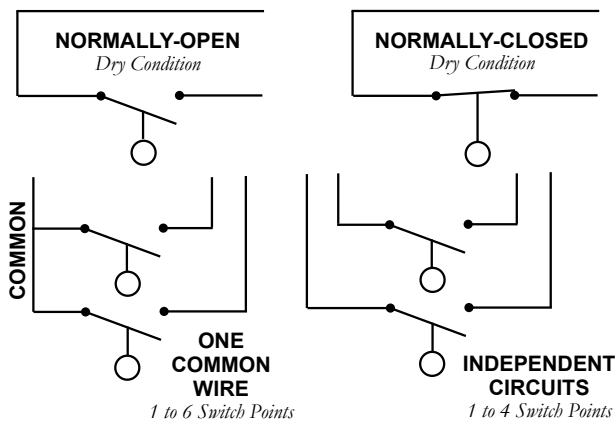 NORMALLY-OPEN
Dry Condition
NORMALLY-CLOSED
Dry Condition
COMMON
ONE
COMMON
WIRE
1 to 6 Switch Points
INDEPENDENT
CIRCUITS
1 to 4 Switch Points